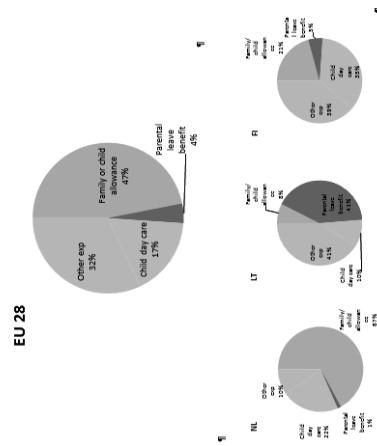 EU 28
Family or child
allowance
47%
Parental
leave
benefit
4%
Child day care
17%
Other exp
32%
NL
Family/
child
allowan
ce
67%
Parental
leave
benefit
1%
Child
day
care
22%
Other
exp
10%
LT
Family/
child
allowan
ce
8%
Parental
leave
benefit
41%
Child
day care
10%
Other
exp
41%
FI
Family/
child
allowan
ce
21%
Parenta
l leave
benefit
5%
Child
day
care
35%
Other
exp
39%
¶
¶
¶